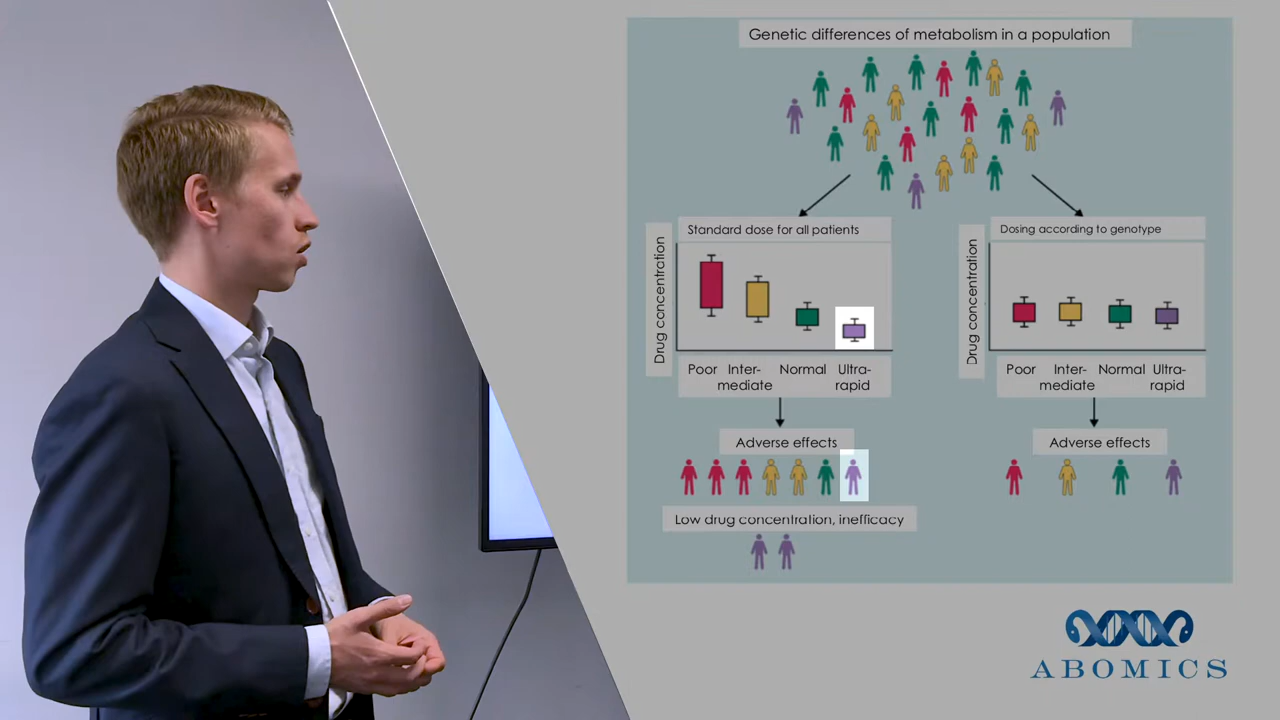 Genetic differences of metabolism in a population
Standard dose for all patients
Drug concentration
Poor Inter-mediate Normal Ultra-rapid
Adverse effects
Low drug concentration, inefficacy
Dosing according to genotype
Drug concentration
Poor Inter-mediate Normal Ultra-rapid
Adverse effects
ABOMICS